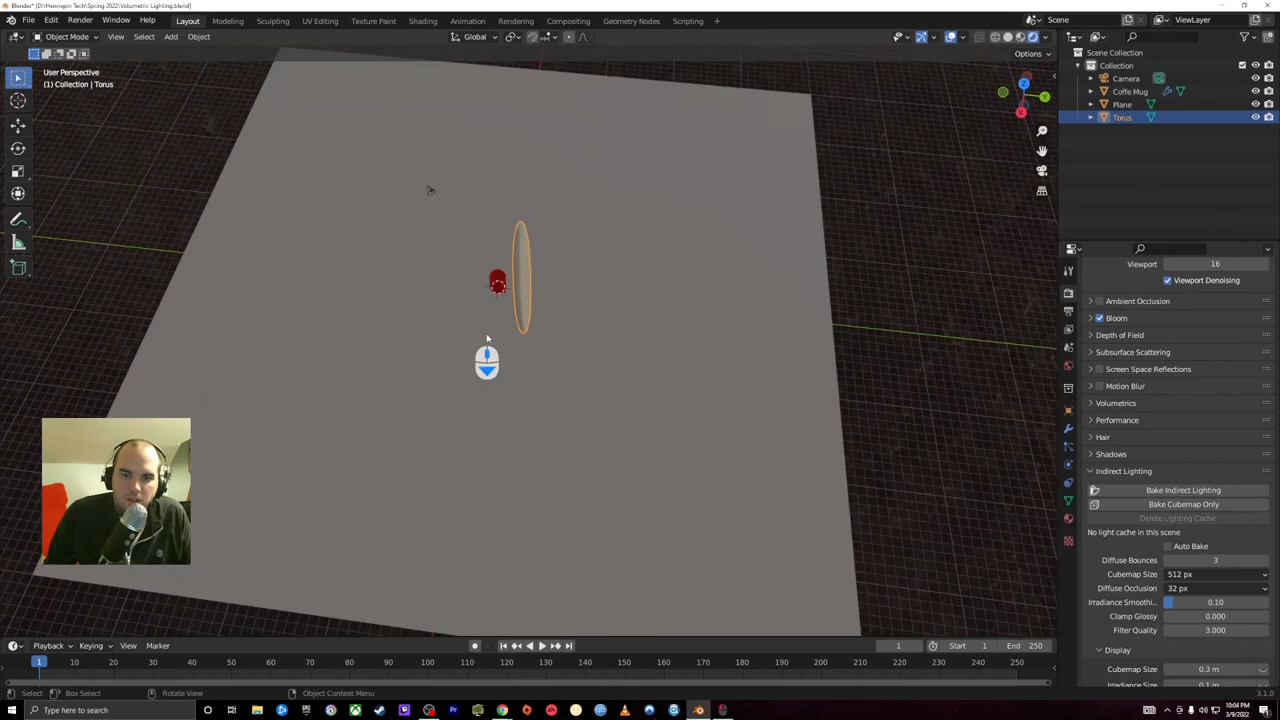 Blender* [D:\Hennepin Tech\Spring 2022\Volumetric Lighting.blend]
File Edit Render Window Help Layout Modeling Sculpting UV Editing Texture Paint Shading Animation Rendering Compositing Geometry Nodes Scripting + Scene ViewLayer
Object Mode View Select Add Object Global
Options
User Perspective
(1) Collection | Torus
Scene Collection
Collection
Camera
Coffe Mug
Plane
Torus
Z
Y
X
Viewport 16
Viewport Denoising
Ambient Occlusion
Bloom
Depth of Field
Subsurface Scattering
Screen Space Reflections
Motion Blur
Volumetrics
Performance
Hair
Shadows
Indirect Lighting
Bake Indirect Lighting
Bake Cubemap Only
Delete Lighting Cache
No light cache in this scene
Auto Bake
Diffuse Bounces 3
Cubemap Size 512 px
Diffuse Occlusion 32 px
Irradiance Smoothi... 0.10
Clamp Glossy 0.000
Filter Quality 3.000
Display
Cubemap Size 0.3 m
Irradiance Size 0.1 m
Playback Keying View Marker 1 Start 1 End 250
1 10 20 30 40 50 60 70 80 90 100 110 120 130 140 150 160 170 180 190 200 210 220 230 240 250
Select Box Select Rotate View Object Context Menu 3.1.0
Type here to search 10:04 PM
3/9/2022